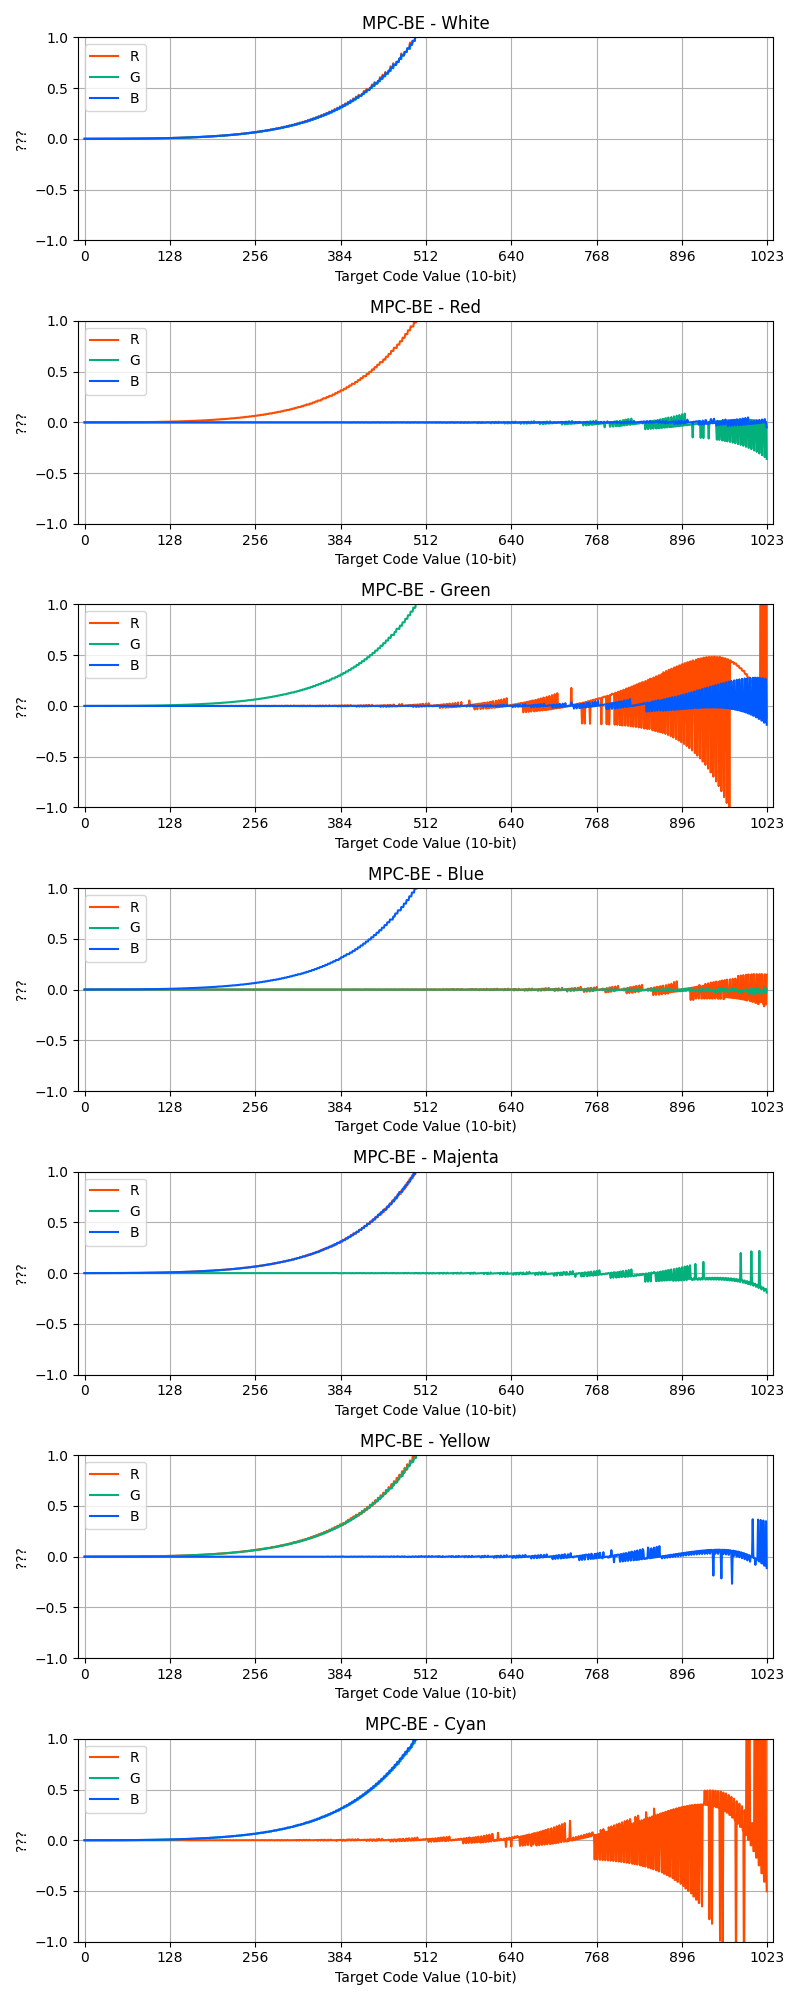 MPC-BE - White
1.0
0.5
0.0
−0.5
−1.0
???
R
G
B
0 128 256 384 512 640 768 896 1023
Target Code Value (10-bit)
MPC-BE - Red
1.0
0.5
0.0
−0.5
−1.0
???
R
G
B
0 128 256 384 512 640 768 896 1023
Target Code Value (10-bit)
MPC-BE - Green
1.0
0.5
0.0
−0.5
−1.0
???
R
G
B
0 128 256 384 512 640 768 896 1023
Target Code Value (10-bit)
MPC-BE - Blue
1.0
0.5
0.0
−0.5
−1.0
???
R
G
B
0 128 256 384 512 640 768 896 1023
Target Code Value (10-bit)
MPC-BE - Majenta
1.0
0.5
0.0
−0.5
−1.0
???
R
G
B
0 128 256 384 512 640 768 896 1023
Target Code Value (10-bit)
MPC-BE - Yellow
1.0
0.5
0.0
−0.5
−1.0
???
R
G
B
0 128 256 384 512 640 768 896 1023
Target Code Value (10-bit)
MPC-BE - Cyan
1.0
0.5
0.0
−0.5
−1.0
???
R
G
B
0 128 256 384 512 640 768 896 1023
Target Code Value (10-bit)